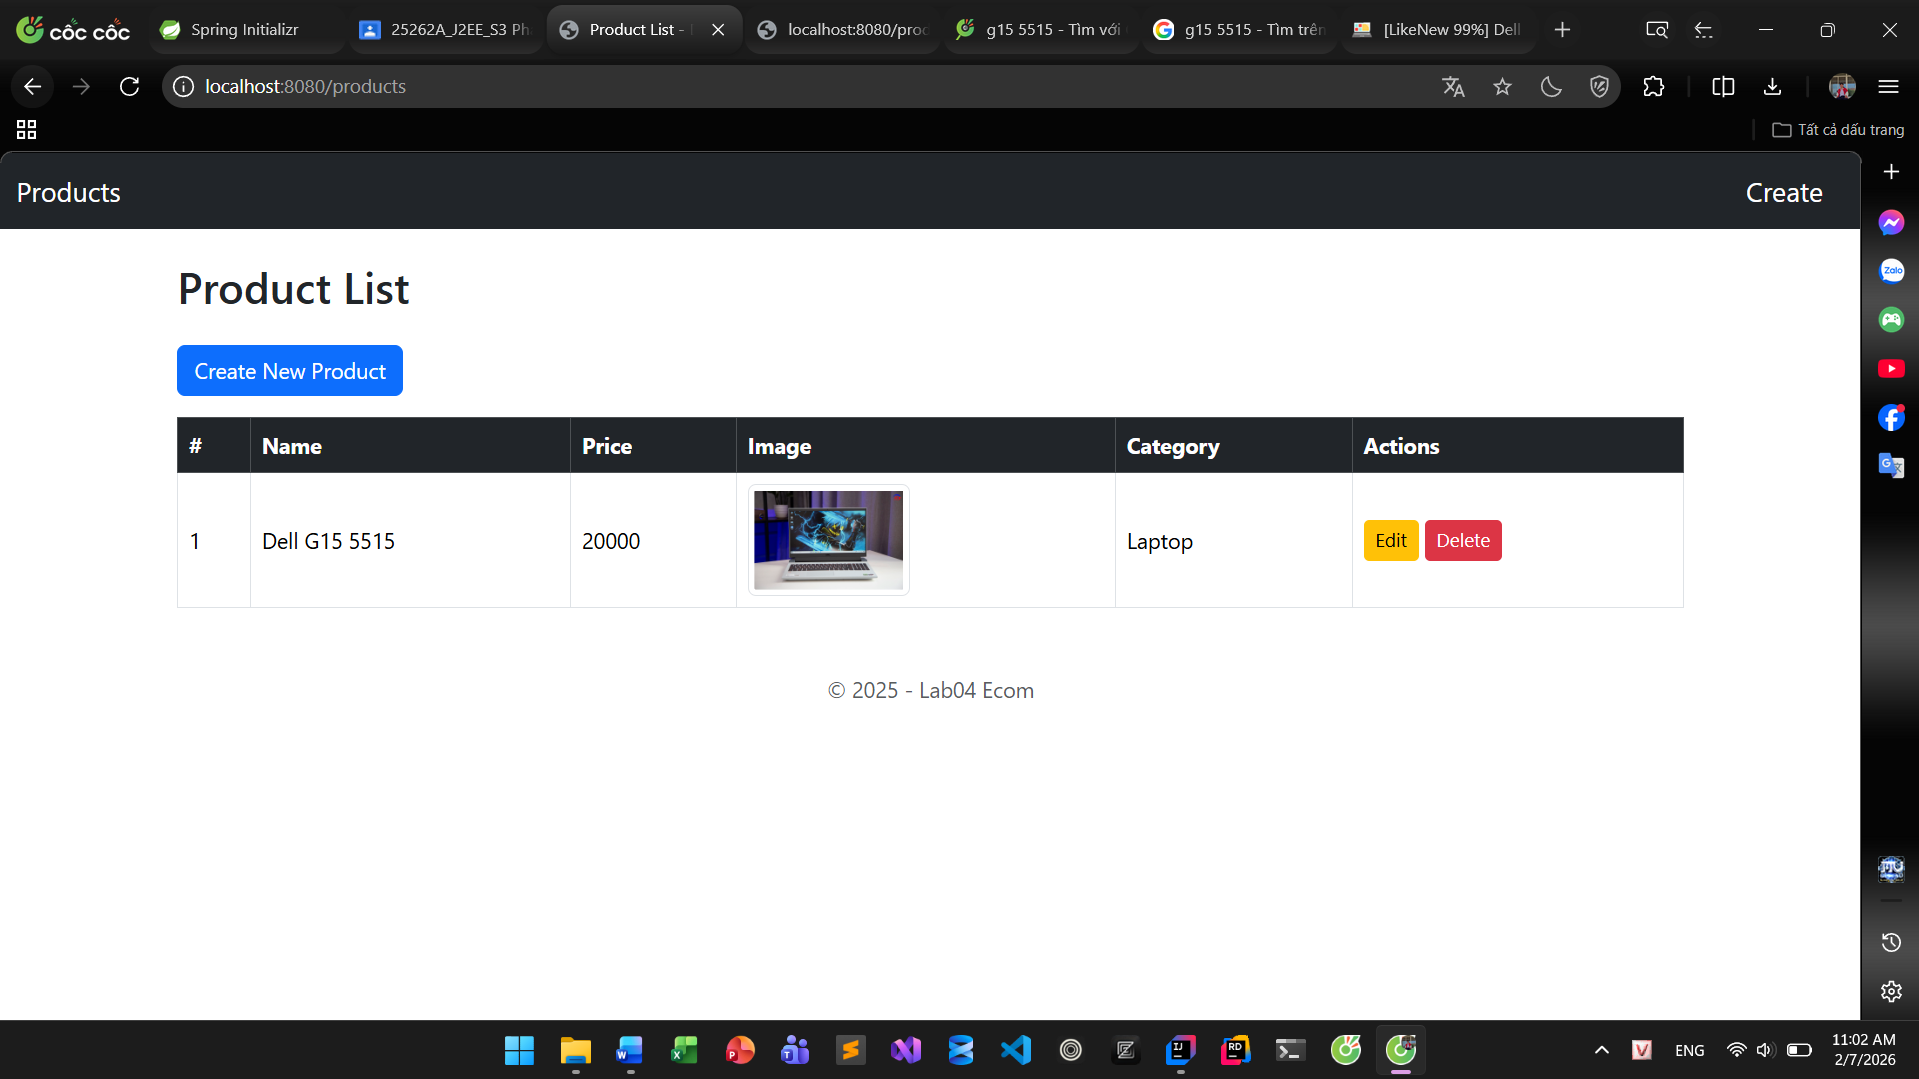 cốc cốc
Spring Initializr
25262A_J2EE_S3 Ph
Product List -
localhost:8080/prod
g15 5515 - Tìm với
g15 5515 - Tìm trên
[LikeNew 99%] Dell
localhost:8080/products
Tất cả dấu trang
Products
Create
Product List
Create New Product
# Name Price Image Category Actions
1 Dell G15 5515 20000 Laptop Edit Delete
© 2025 - Lab04 Ecom
Zalo
ENG
11:02 AM
2/7/2026